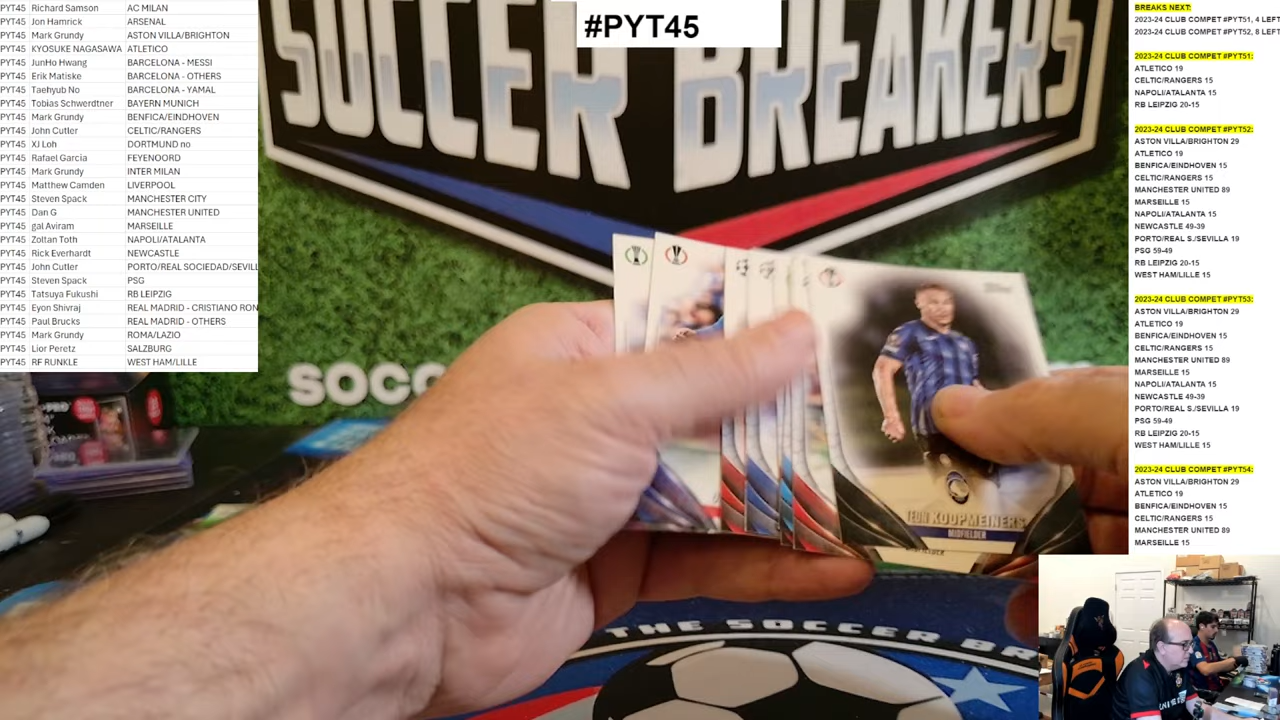 PYT45 Richard Samson AC MILAN
PYT45 Jon Hamrick ARSENAL
PYT45 Mark Grundy ASTON VILLA/BRIGHTON
PYT45 KYOSUKE NAGASAWA ATLETICO
PYT45 JunHo Hwang BARCELONA - MESSI
PYT45 Erik Matiske BARCELONA - OTHERS
PYT45 Taehyub No BARCELONA - YAMAL
PYT45 Tobias Schwerdtner BAYERN MUNICH
PYT45 Mark Grundy BENFICA/EINDHOVEN
PYT45 John Cutler CELTIC/RANGERS
PYT45 XJ Loh DORTMUND no
PYT45 Rafael Garcia FEYENOORD
PYT45 Mark Grundy INTER MILAN
PYT45 Matthew Camden LIVERPOOL
PYT45 Steven Spack MANCHESTER CITY
PYT45 Dan G MANCHESTER UNITED
PYT45 gal Aviram MARSEILLE
PYT45 Zoltan Toth NAPOLI/ATALANTA
PYT45 Rick Everhardt NEWCASTLE
PYT45 John Cutler PORTO/REAL SOCIEDAD/SEVILL
PYT45 Steven Spack PSG
PYT45 Tatsuya Fukushi RB LEIPZIG
PYT45 Eyon Shivraj REAL MADRID - CRISTIANO RON
PYT45 Paul Brucks REAL MADRID - OTHERS
PYT45 Mark Grundy ROMA/LAZIO
PYT45 Lior Peretz SALZBURG
PYT45 RF RUNKLE WEST HAM/LILLE
#PYT45
SOCCER BREAKERS
SOCC
TEUN KOOPMEINERS
MIDFIELDER
THE SOCCER BR
BREAKS NEXT:
2023-24 CLUB COMPET #PYT51, 4 LEFT
2023-24 CLUB COMPET #PYT52, 8 LEFT
2023-24 CLUB COMPET #PYT51:
ATLETICO 19
CELTIC/RANGERS 15
NAPOLI/ATALANTA 15
RB LEIPZIG 20-15
2023-24 CLUB COMPET #PYT52:
ASTON VILLA/BRIGHTON 29
ATLETICO 19
BENFICA/EINDHOVEN 15
CELTIC/RANGERS 15
MANCHESTER UNITED 89
MARSEILLE 15
NAPOLI/ATALANTA 15
NEWCASTLE 49-39
PORTO/REAL S./SEVILLA 19
PSG 59-49
RB LEIPZIG 20-15
WEST HAM/LILLE 15
2023-24 CLUB COMPET #PYT53:
ASTON VILLA/BRIGHTON 29
ATLETICO 19
BENFICA/EINDHOVEN 15
CELTIC/RANGERS 15
MANCHESTER UNITED 89
MARSEILLE 15
NAPOLI/ATALANTA 15
NEWCASTLE 49-39
PORTO/REAL S./SEVILLA 19
PSG 59-49
RB LEIPZIG 20-15
WEST HAM/LILLE 15
2023-24 CLUB COMPET #PYT54:
ASTON VILLA/BRIGHTON 29
ATLETICO 19
BENFICA/EINDHOVEN 15
CELTIC/RANGERS 15
MANCHESTER UNITED 89
MARSEILLE 15